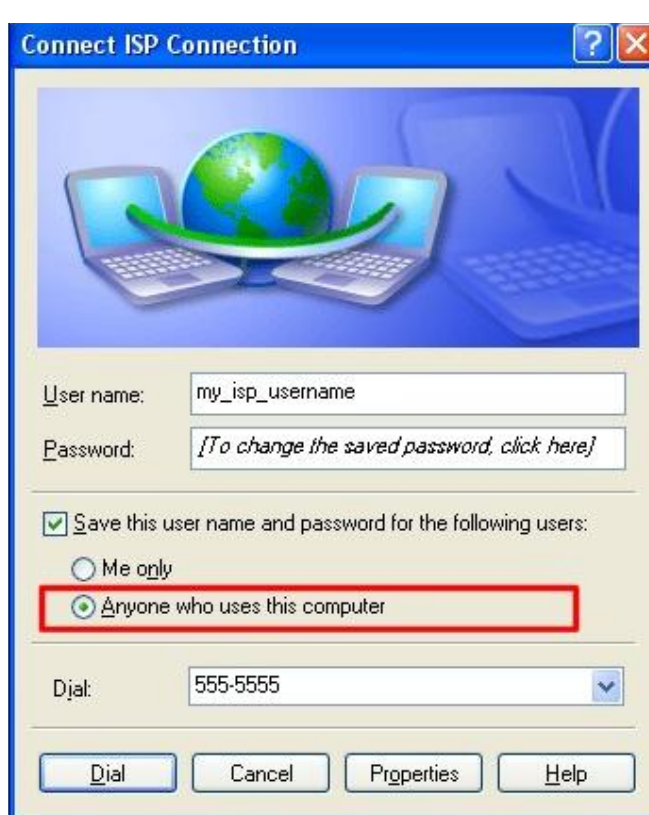 Connect ISP Connection
User name: my_isp_username
Password: [To change the saved password, click here]
Save this user name and password for the following users:
Me only
Anyone who uses this computer
Dial: 555-5555
Dial Cancel Properties Help